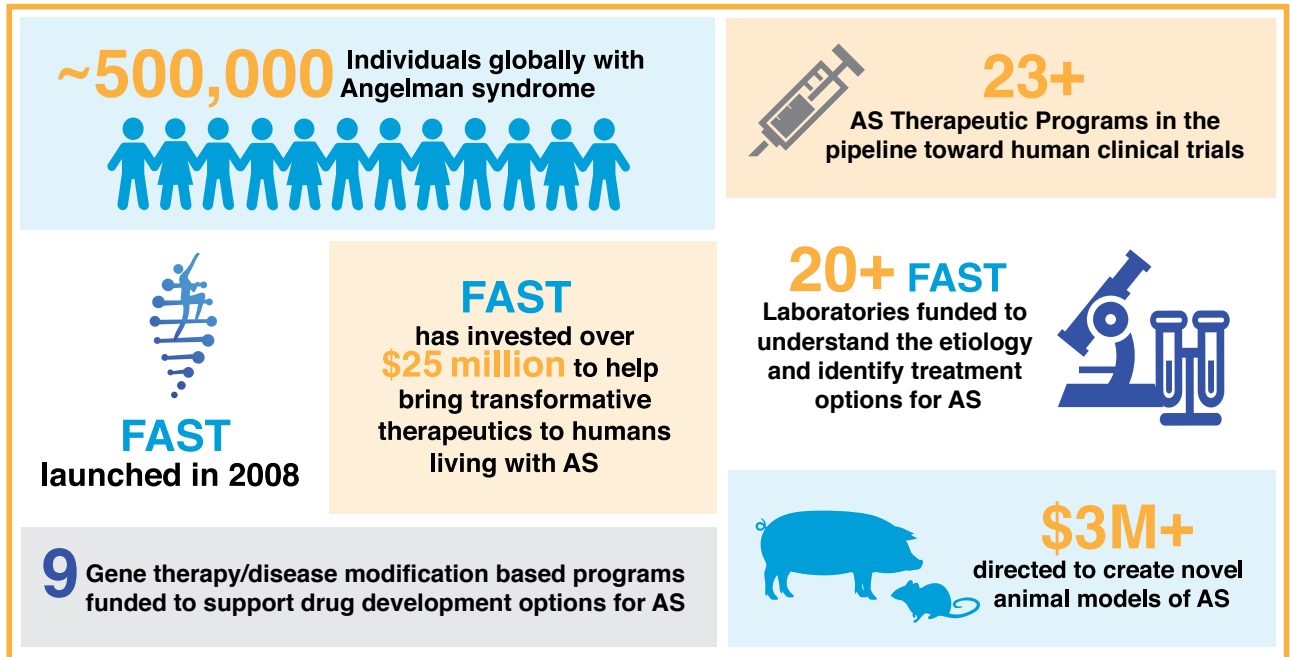 ~500,000 Individuals globally with
Angelman syndrome
23+
AS Therapeutic Programs in the
pipeline toward human clinical trials
FAST
launched in 2008
FAST
has invested over
$25 million to help
bring transformative
therapeutics to humans
living with AS
20+ FAST
Laboratories funded to
understand the etiology
and identify treatment
options for AS
9 Gene therapy/disease modification based programs
funded to support drug development options for AS
$3M+
directed to create novel
animal models of AS